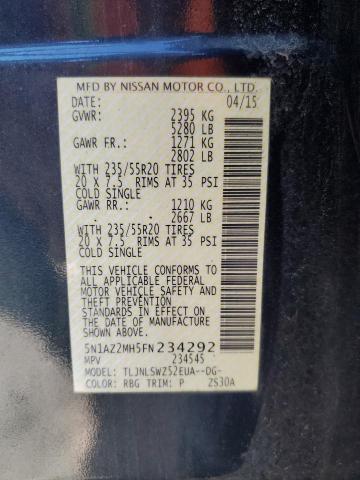 MFD BY NISSAN MOTOR CO., LTD.
DATE: 04/15
GVWR: 2395 KG
5280 LB
GAWR FR.: 1271 KG
2802 LB
WITH 235/55R20 TIRES
20 X 7.5 RIMS AT 35 PSI
COLD SINGLE
GAWR RR.: 1210 KG
2667 LB
WITH 235/55R20 TIRES
20 X 7.5 RIMS AT 35 PSI
COLD SINGLE
THIS VEHICLE CONFORMS TO
ALL APPLICABLE FEDERAL
MOTOR VEHICLE SAFETY
STANDARDS IN EFFECT ON
THE DATE OF MANUFACTURE
SHOWN ABOVE.
5N1AZ2MH5FN234292
MPV 234545
MODEL: TLJNLSWZ52EUA--DG-
COLOR: RBG TRIM: P ZS30A